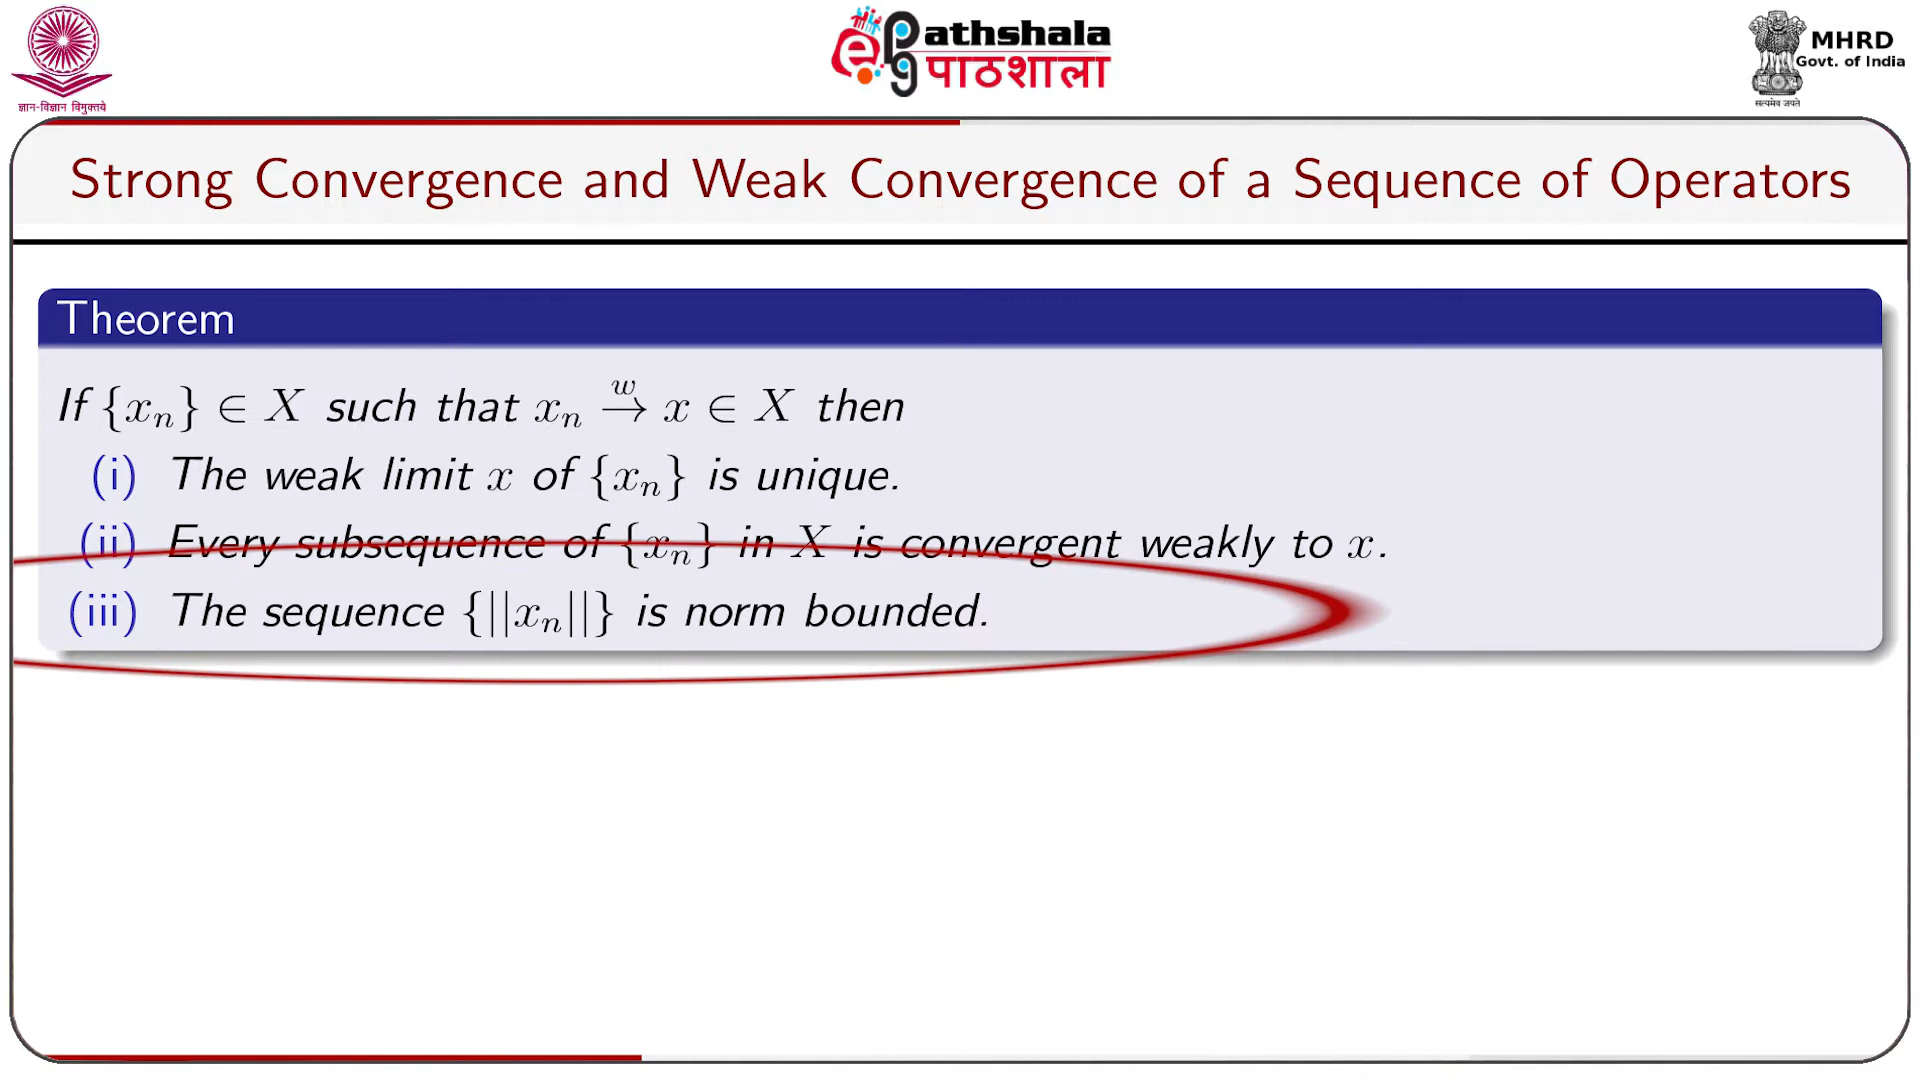 ज्ञान-विज्ञान विमुक्तये
ePG Pathshala
पाठशाला
MHRD
Govt. of India
सत्यमेव जयते
Strong Convergence and Weak Convergence of a Sequence of Operators
Theorem
If {xₙ} ∈ X such that xₙ →ʷ x ∈ X then
(i) The weak limit x of {xₙ} is unique.
(ii) Every subsequence of {xₙ} in X is convergent weakly to x.
(iii) The sequence {||xₙ||} is norm bounded.